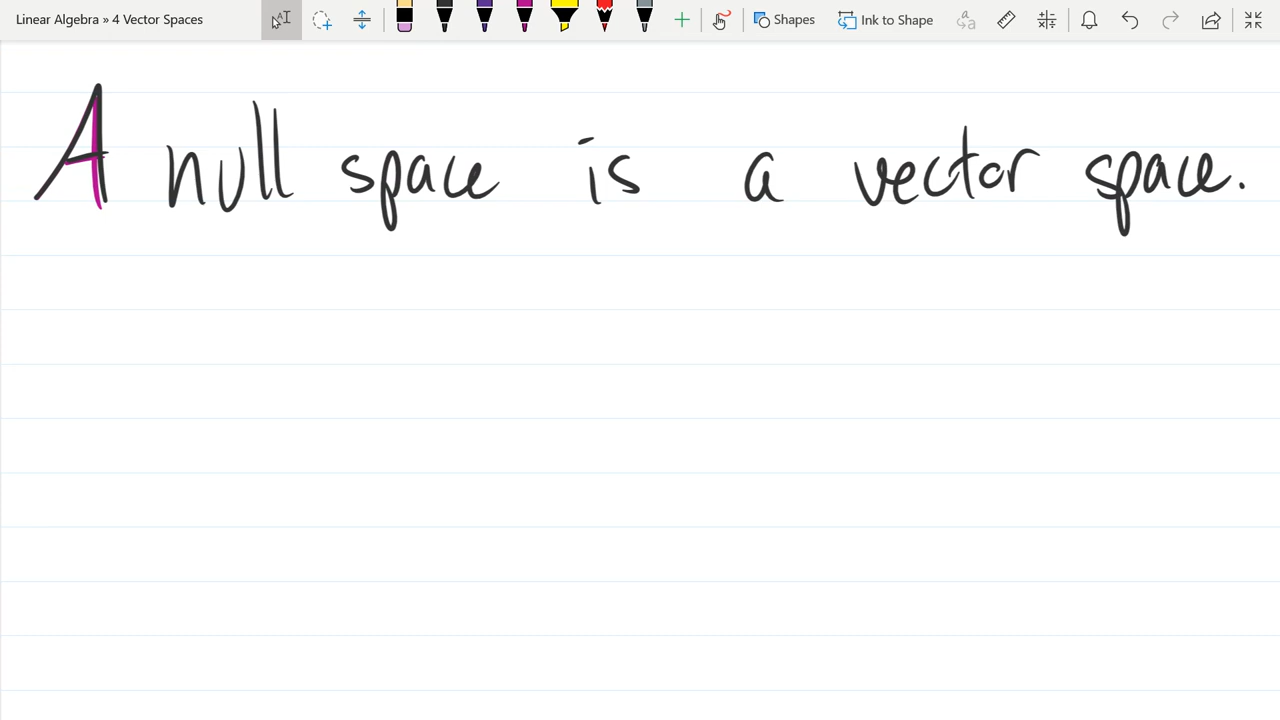 Linear Algebra » 4 Vector Spaces
Shapes
Ink to Shape
A null space is a vector space.